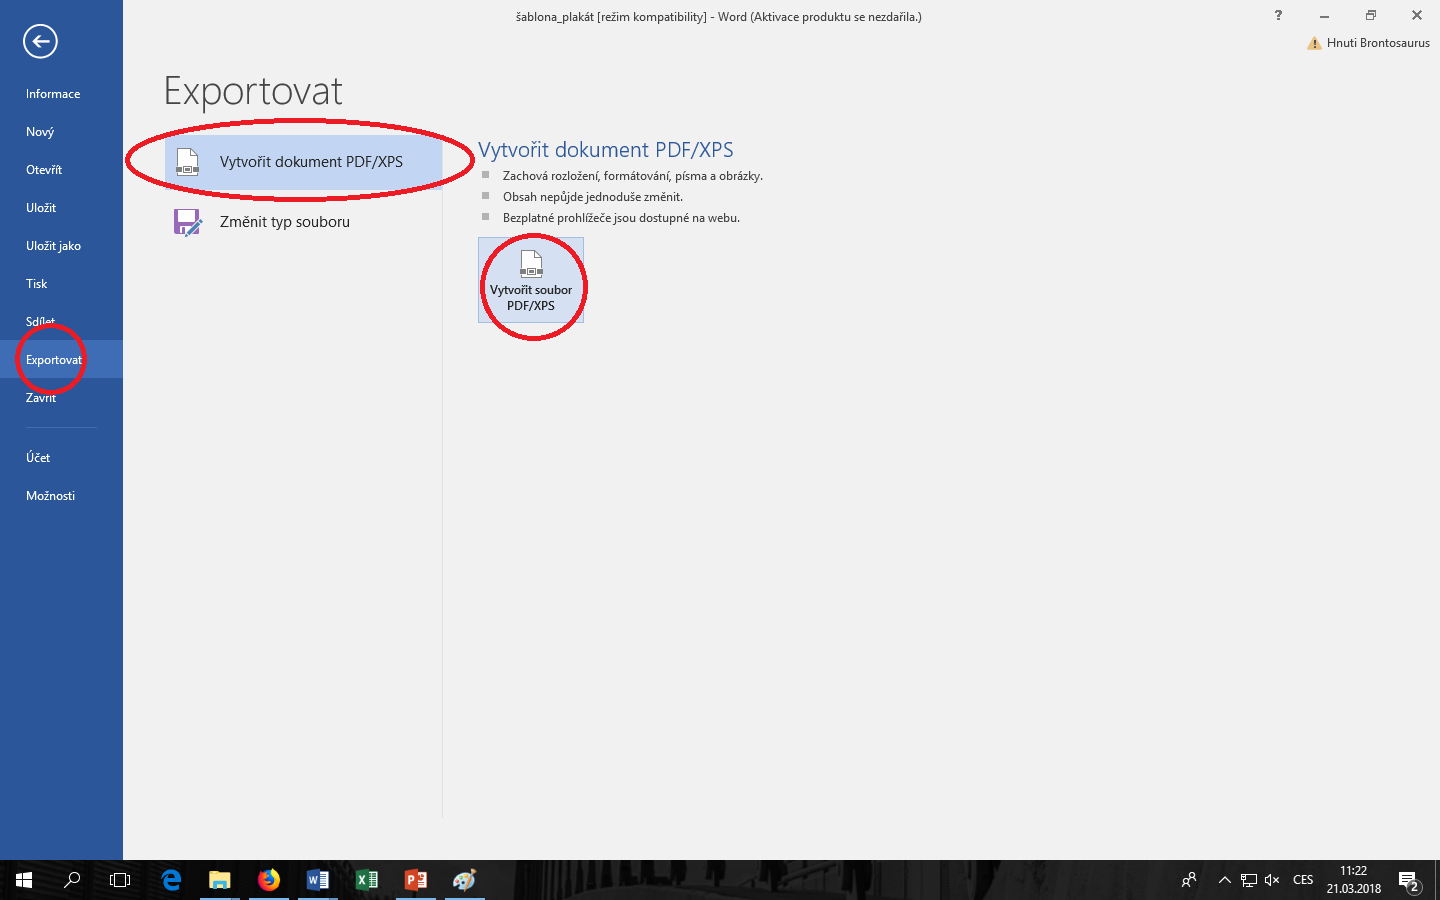 šablona_plakát [režim kompatibility] - Word (Aktivace produktu se nezdařila.)
?
Hnuti Brontosaurus
Informace
Nový
Otevřít
Uložit
Uložit jako
Tisk
Sdílet
Exportovat
Zavřít
Účet
Možnosti
Exportovat
Vytvořit dokument PDF/XPS
Změnit typ souboru
Vytvořit dokument PDF/XPS
Zachová rozložení, formátování, písma a obrázky.
Obsah nepůjde jednoduše změnit.
Bezplatné prohlížeče jsou dostupné na webu.
Vytvořit soubor
PDF/XPS
CES
11:22
21.03.2018
2